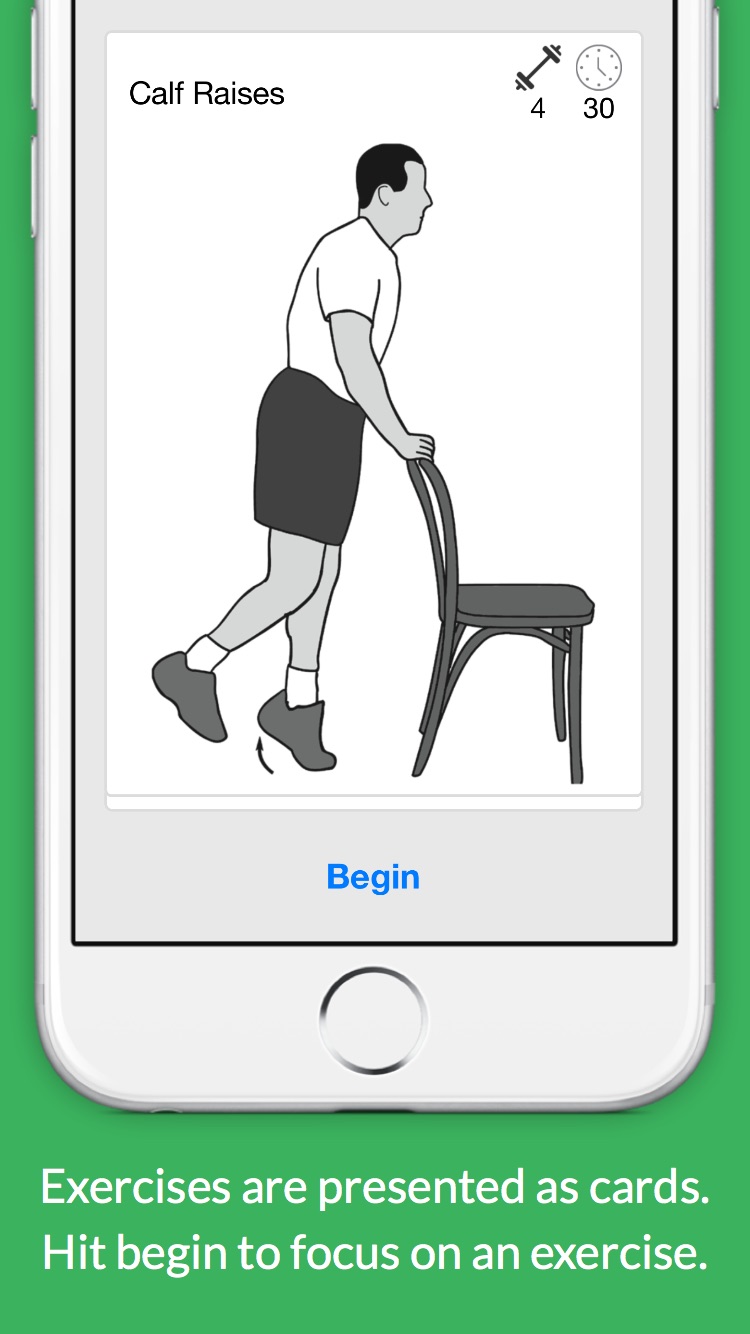 Calf Raises
4 30
Begin
Exercises are presented as cards.
Hit begin to focus on an exercise.